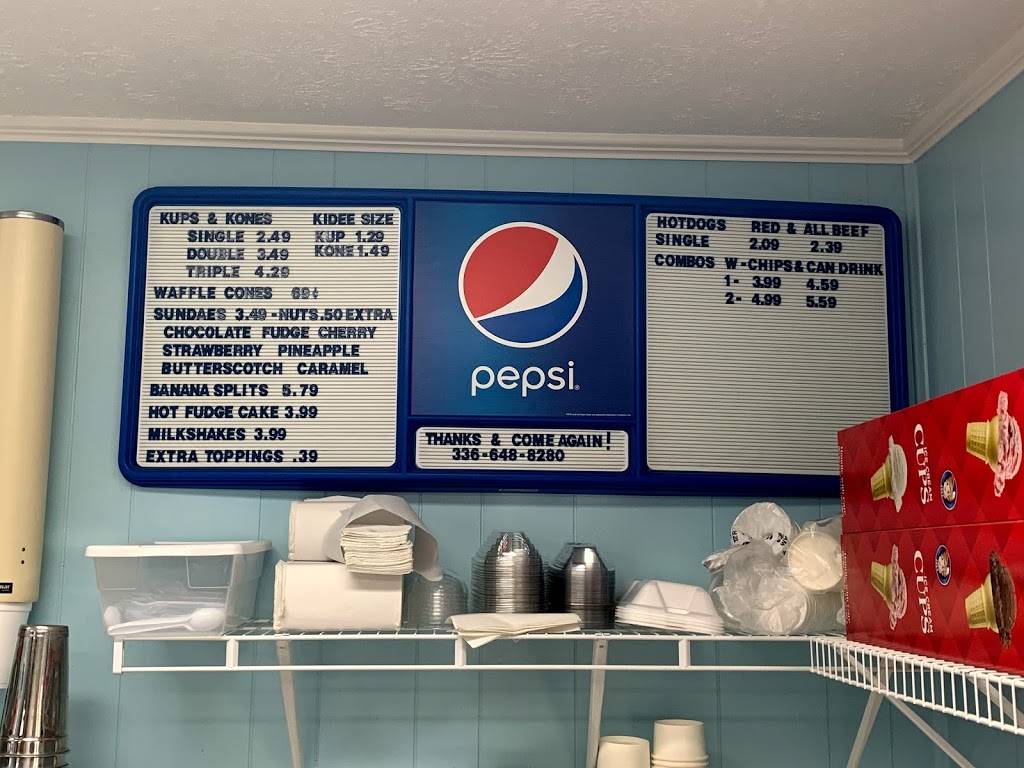 KUPS & KONES KIDEE SIZE
SINGLE 2.49 KUP 1.29
DOUBLE 3.49 KONE 1.49
TRIPLE 4.29
WAFFLE CONES 69¢
SUNDAES 3.49 - NUTS .50 EXTRA
CHOCOLATE FUDGE CHERRY
STRAWBERRY PINEAPPLE
BUTTERSCOTCH CARAMEL
BANANA SPLITS 5.79
HOT FUDGE CAKE 3.99
MILKSHAKES 3.99
EXTRA TOPPINGS .39
pepsi
THANKS & COME AGAIN!
336-648-8280
HOTDOGS RED & ALL BEEF
SINGLE 2.09 2.39
COMBOS W-CHIPS & CAN DRINK
1- 3.99 4.59
2- 4.99 5.59
ICE CREAM
CUPS
ICE CREAM
CUPS